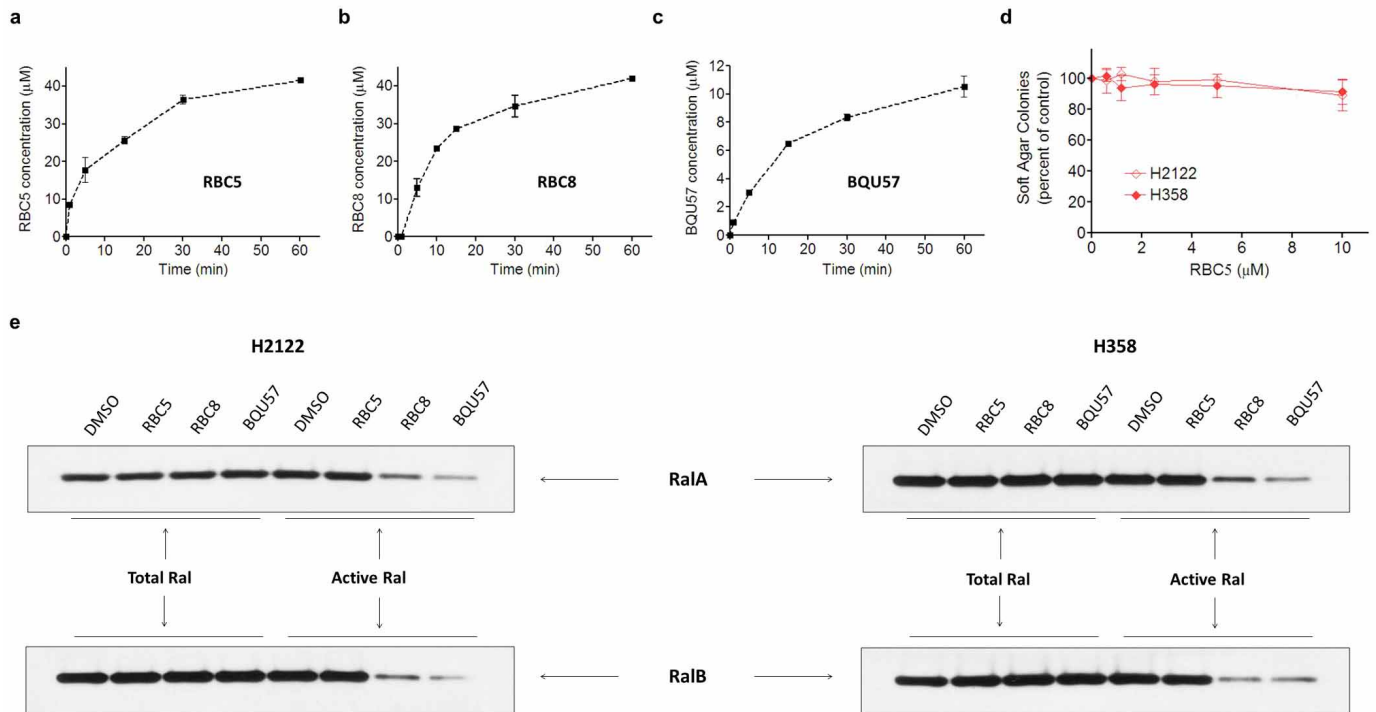 a
RBC5 concentration (µM)
40
30
20
10
0
0 10 20 30 40 50 60
Time (min)
RBC5
b
RBC8 concentration (µM)
40
30
20
10
0
0 10 20 30 40 50 60
Time (min)
RBC8
c
BQU57 concentration (µM)
12
10
8
6
4
2
0
0 10 20 30 40 50 60
Time (min)
BQU57
d
Soft Agar Colonies
(percent of control)
100
80
60
40
20
0
0 2 4 6 8 10
RBC5 (µM)
H2122
H358
e
H2122
H358
DMSO RBC5 RBC8 BQU57 DMSO RBC5 RBC8 BQU57
DMSO RBC5 RBC8 BQU57 DMSO RBC5 RBC8 BQU57
RalA
Total Ral Active Ral
Total Ral Active Ral
RalB